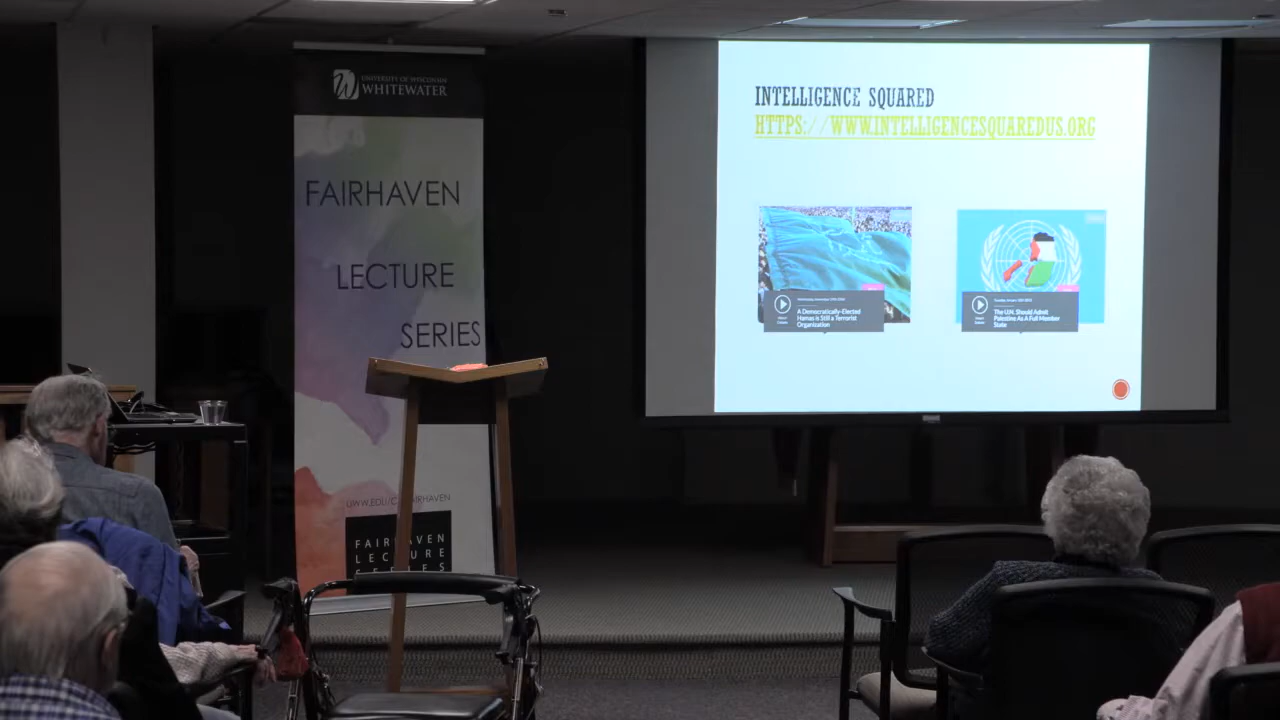 UNIVERSITY OF WISCONSIN
WHITEWATER
FAIRHAVEN
LECTURE
SERIES
FAIRHAVEN
LECTURE
SERIES
INTELLIGENCE SQUARED
HTTPS://WWW.INTELLIGENCESQUAREDUS.ORG
A Democratically-Elected
Hamas is Still a Terrorist
Organization
The U.N. Should Admit
Palestine As A Full Member
State